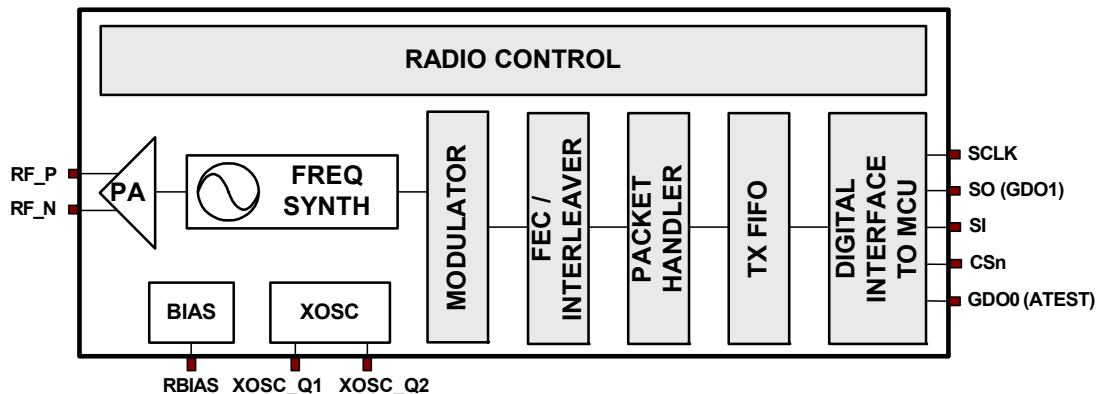 RADIO CONTROL
RF_P
RF_N
PA
FREQ
SYNTH
MODULATOR
FEC /
INTERLEAVER
PACKET
HANDLER
TX FIFO
DIGITAL
INTERFACE
TO MCU
SCLK
SO (GDO1)
SI
CSn
GDO0 (ATEST)
BIAS
XOSC
RBIAS
XOSC_Q1
XOSC_Q2